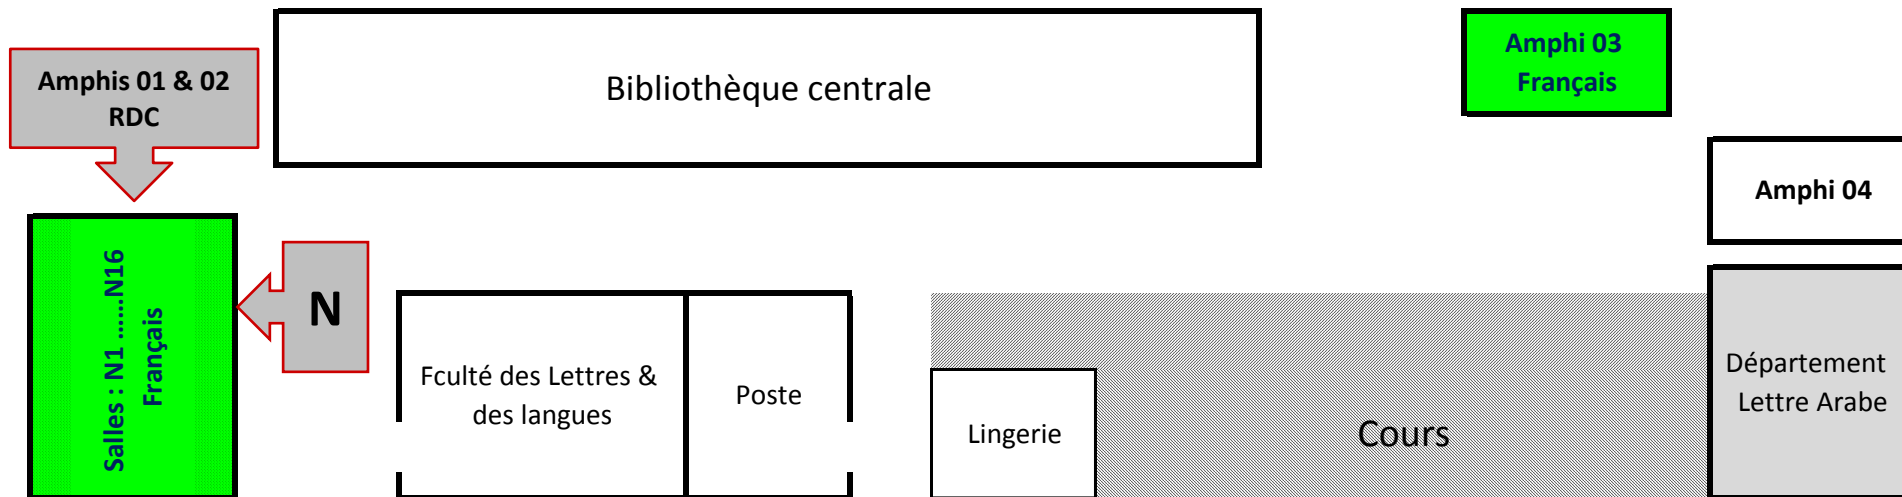 Amphis 01 & 02
RDC
Bibliothèque centrale
Amphi 03
Français
Amphi 04
Salles : N1 ......N16
Français
N
Fculté des Lettres &
des langues
Poste
Lingerie
Cours
Département
Lettre Arabe